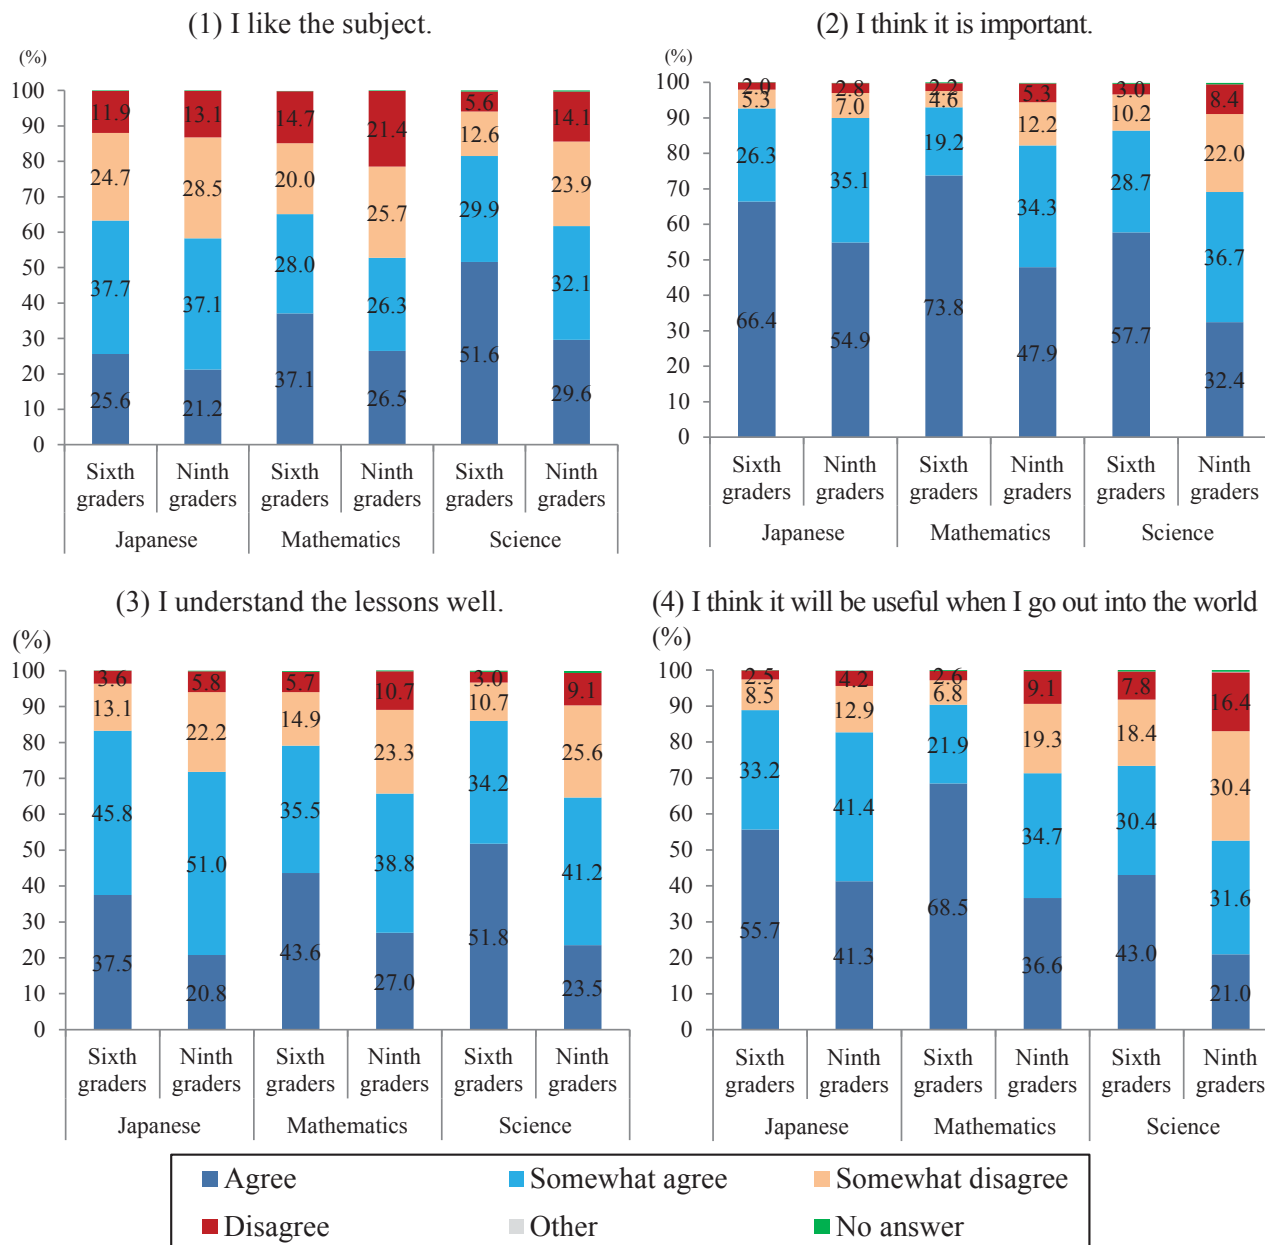 (1) I like the subject.
(%)
100
90
80
70
60
50
40
30
20
10
0
11.9 13.1 14.7 21.4 5.6 14.1
24.7 28.5 20.0 25.7 12.6 23.9
37.7 37.1 28.0 26.3 29.9 32.1
25.6 21.2 37.1 26.5 51.6 29.6
Sixth graders Ninth graders Sixth graders Ninth graders Sixth graders Ninth graders
Japanese Mathematics Science
(2) I think it is important.
(%)
100
90
80
70
60
50
40
30
20
10
0
2.0 2.8 2.2 5.3 3.0 8.4
5.3 7.0 4.6 12.2 10.2 22.0
26.3 35.1 19.2 34.3 28.7 36.7
66.4 54.9 73.8 47.9 57.7 32.4
Sixth graders Ninth graders Sixth graders Ninth graders Sixth graders Ninth graders
Japanese Mathematics Science
(3) I understand the lessons well.
(%)
100
90
80
70
60
50
40
30
20
10
0
3.6 5.8 5.7 10.7 3.0 9.1
13.1 22.2 14.9 23.3 10.7 25.6
45.8 51.0 35.5 38.8 34.2 41.2
37.5 20.8 43.6 27.0 51.8 23.5
Sixth graders Ninth graders Sixth graders Ninth graders Sixth graders Ninth graders
Japanese Mathematics Science
(4) I think it will be useful when I go out into the world
(%)
100
90
80
70
60
50
40
30
20
10
0
2.5 4.2 2.6 9.1 7.8 16.4
8.5 12.9 6.8 19.3 18.4 30.4
33.2 41.4 21.9 34.7 30.4 31.6
55.7 41.3 68.5 36.6 43.0 21.0
Sixth graders Ninth graders Sixth graders Ninth graders Sixth graders Ninth graders
Japanese Mathematics Science
Agree Somewhat agree Somewhat disagree
Disagree Other No answer